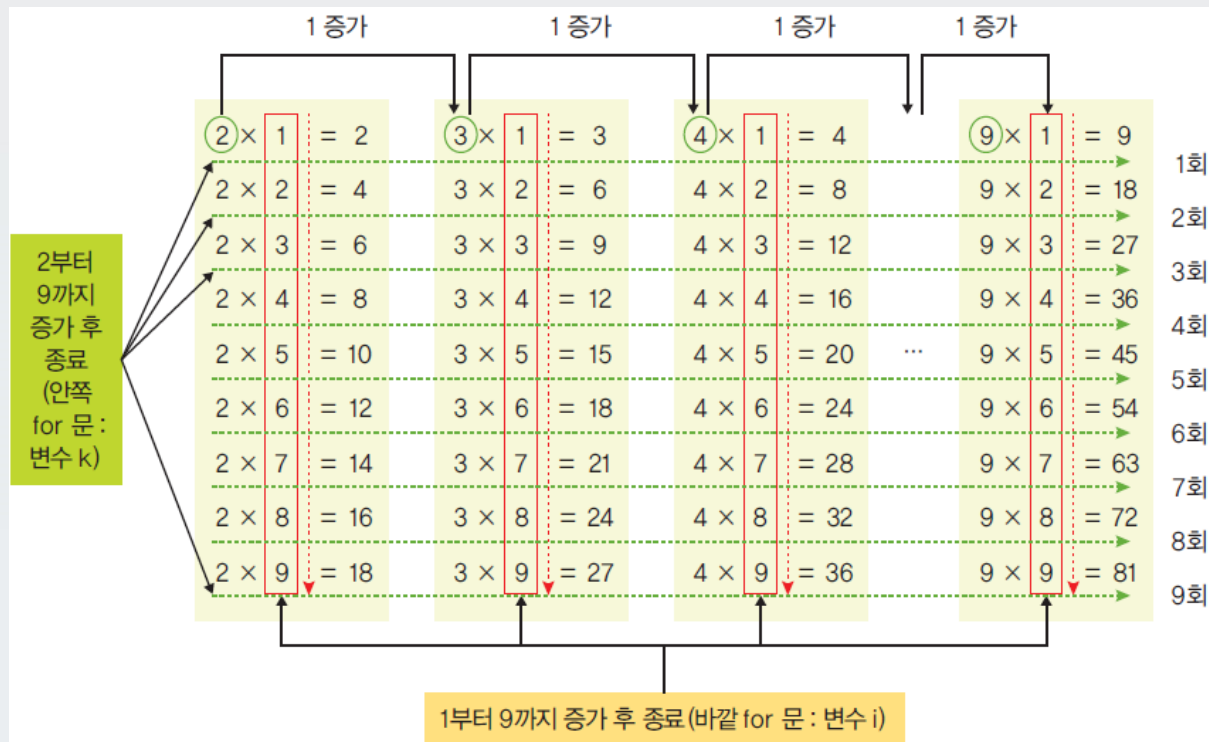 1 증가 1 증가 1 증가 1 증가
2 × 1 = 2 3 × 1 = 3 4 × 1 = 4 9 × 1 = 9
1회
2 × 2 = 4 3 × 2 = 6 4 × 2 = 8 9 × 2 = 18
2회
2 × 3 = 6 3 × 3 = 9 4 × 3 = 12 9 × 3 = 27
3회
2 × 4 = 8 3 × 4 = 12 4 × 4 = 16 9 × 4 = 36
4회
2 × 5 = 10 3 × 5 = 15 4 × 5 = 20 … 9 × 5 = 45
5회
2 × 6 = 12 3 × 6 = 18 4 × 6 = 24 9 × 6 = 54
6회
2 × 7 = 14 3 × 7 = 21 4 × 7 = 28 9 × 7 = 63
7회
2 × 8 = 16 3 × 8 = 24 4 × 8 = 32 9 × 8 = 72
8회
2 × 9 = 18 3 × 9 = 27 4 × 9 = 36 9 × 9 = 81
9회
2부터
9까지
증가 후
종료
(안쪽
for 문 :
변수 k)
1부터 9까지 증가 후 종료(바깥 for 문 : 변수 i)